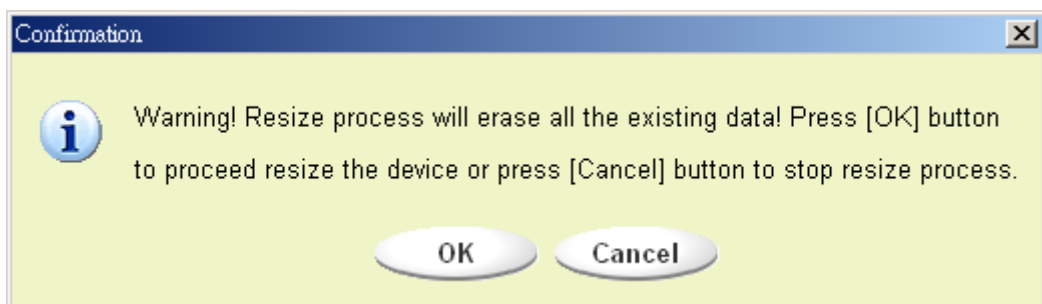 Confirmation
Warning! Resize process will erase all the existing data! Press [OK] button
to proceed resize the device or press [Cancel] button to stop resize process.
OK Cancel